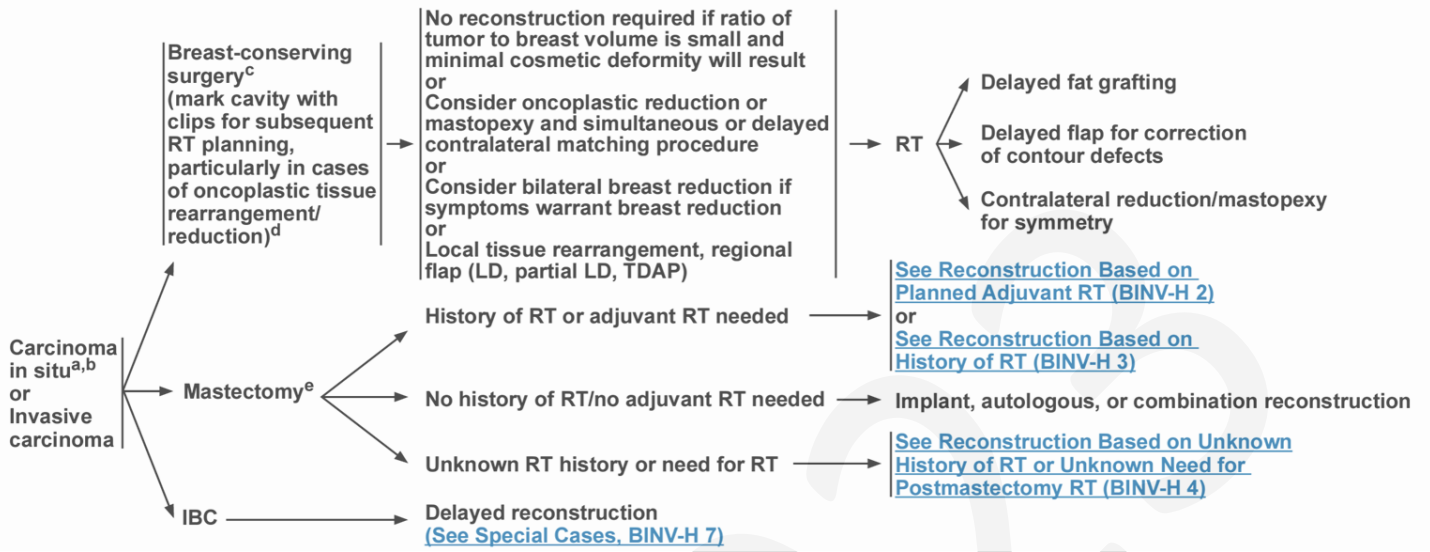 Carcinoma
in situa,b
or
Invasive
carcinoma
Breast-conserving
surgeryc
(mark cavity with
clips for subsequent
RT planning,
particularly in cases
of oncoplastic tissue
rearrangement/
reduction)d
No reconstruction required if ratio of
tumor to breast volume is small and
minimal cosmetic deformity will result
or
Consider oncoplastic reduction or
mastopexy and simultaneous or delayed
contralateral matching procedure
or
Consider bilateral breast reduction if
symptoms warrant breast reduction
or
Local tissue rearrangement, regional
flap (LD, partial LD, TDAP)
RT
Delayed fat grafting
Delayed flap for correction
of contour defects
Contralateral reduction/mastopexy
for symmetry
Mastectomye
History of RT or adjuvant RT needed
See Reconstruction Based on
Planned Adjuvant RT (BINV-H 2)
or
See Reconstruction Based on
History of RT (BINV-H 3)
No history of RT/no adjuvant RT needed
Implant, autologous, or combination reconstruction
Unknown RT history or need for RT
See Reconstruction Based on Unknown
History of RT or Unknown Need for
Postmastectomy RT (BINV-H 4)
IBC
Delayed reconstruction
(See Special Cases, BINV-H 7)